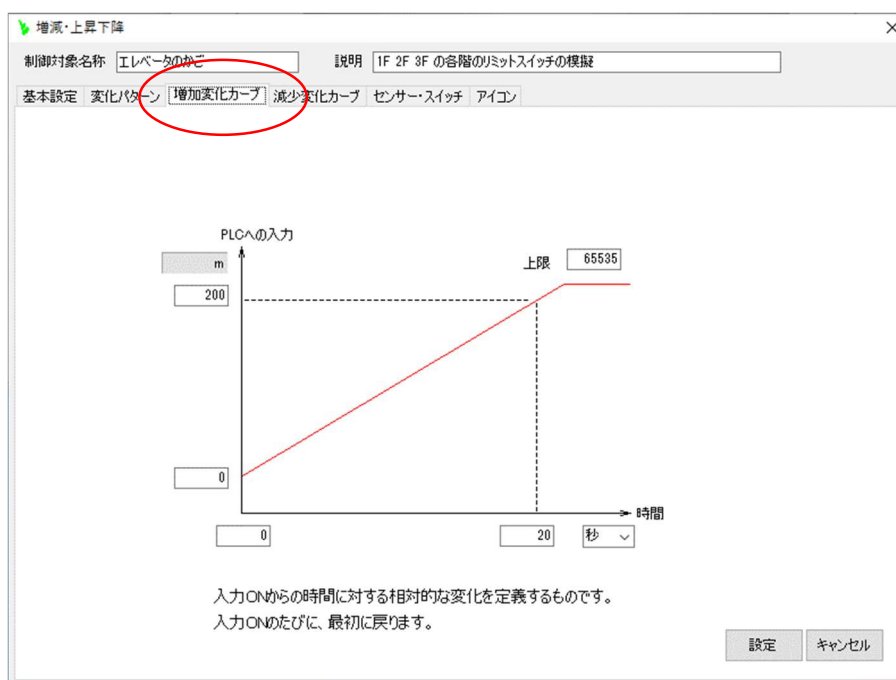 増減・上昇下降
制御対象名称 エレベータのかご 説明 1F 2F 3F の各階のリミットスイッチの模擬
基本設定 変化パターン 増加変化カーブ 減少変化カーブ センサー・スイッチ アイコン
PLCへの入力
m
上限 65535
200
0
時間
0 20 秒
入力ONからの時間に対する相対的な変化を定義するものです。
入力ONのたびに、最初に戻ります。
設定 キャンセル